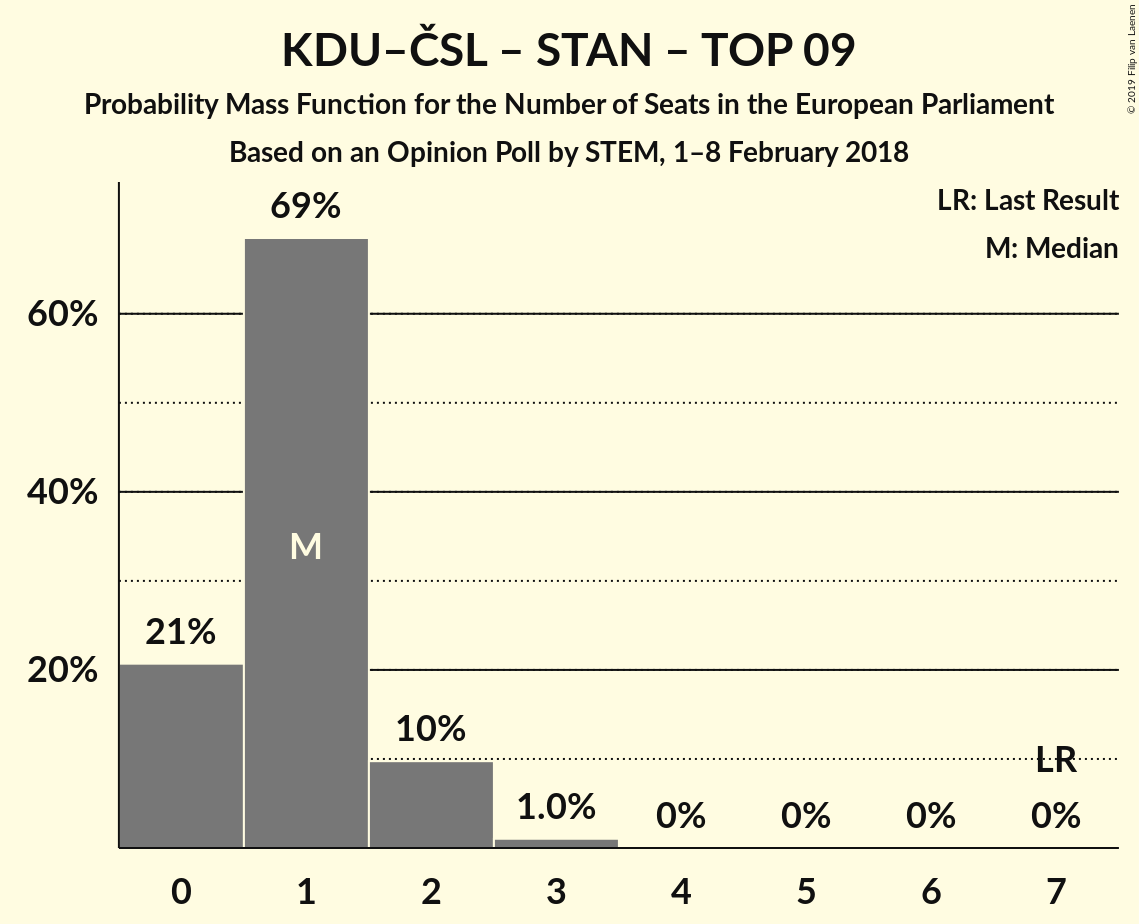 KDU–ČSL – STAN – TOP 09
Probability Mass Function for the Number of Seats in the European Parliament
Based on an Opinion Poll by STEM, 1–8 February 2018
© 2019 Filip van Laenen
LR: Last Result
M: Median
69%
60%
40%
M
21%
20%
10%
LR
1.0%
0%
0%
0%
0%
0 1 2 3 4 5 6 7